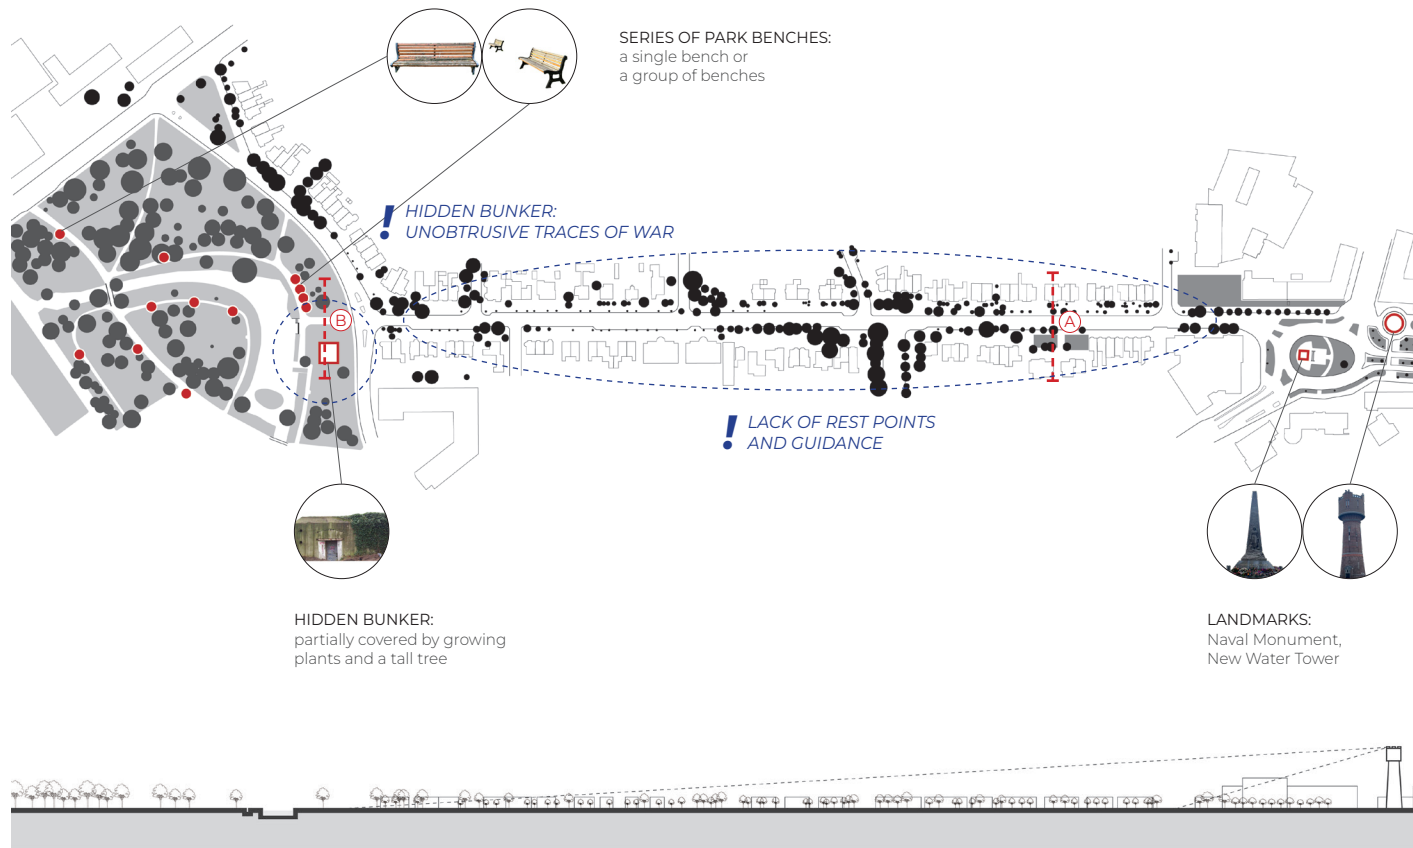 SERIES OF PARK BENCHES:
a single bench or
a group of benches
! HIDDEN BUNKER:
UNOBTRUSIVE TRACES OF WAR
B
A
! LACK OF REST POINTS
AND GUIDANCE
HIDDEN BUNKER:
partially covered by growing
plants and a tall tree
LANDMARKS:
Naval Monument,
New Water Tower